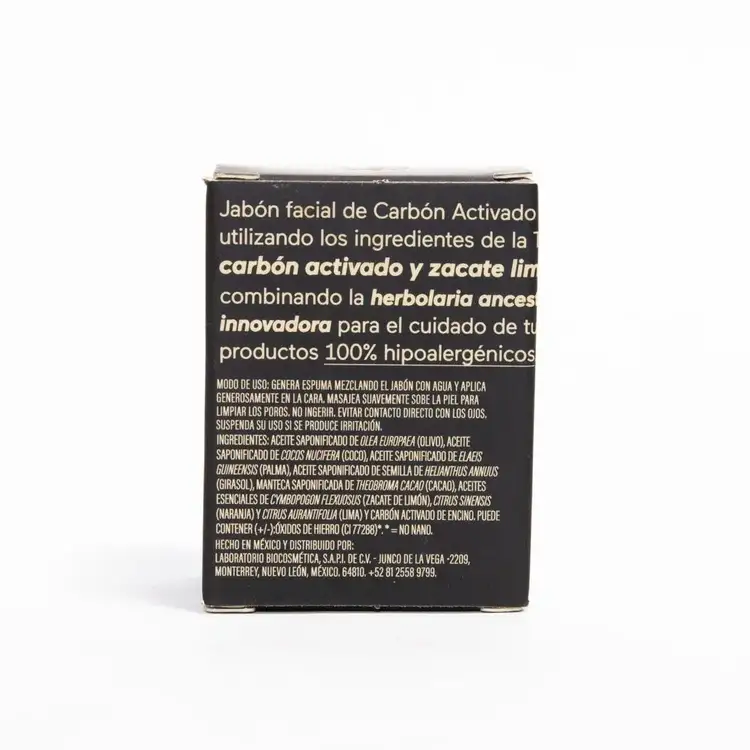 Jabón facial de Carbón Activado
utilizando los ingredientes de la T
carbón activado y zacate lim
combinando la herbolaria ances
innovadora para el cuidado de tu
productos 100% hipoalergénicos
MODO DE USO: GENERA ESPUMA MEZCLANDO EL JABÓN CON AGUA Y APLICA
GENEROSAMENTE EN LA CARA. MASAJEA SUAVEMENTE SOBE LA PIEL PARA
LIMPIAR LOS POROS. NO INGERIR. EVITAR CONTACTO DIRECTO CON LOS OJOS.
SUSPENDA SU USO SI SE PRODUCE IRRITACIÓN.
INGREDIENTES: ACEITE SAPONIFICADO DE OLEA EUROPAEA (OLIVO), ACEITE
SAPONIFICADO DE COCOS NUCIFERA (COCO), ACEITE SAPONIFICADO DE ELAEIS
GUINEENSIS (PALMA), ACEITE SAPONIFICADO DE SEMILLA DE HELIANTHUS ANNUUS
(GIRASOL), MANTECA SAPONIFICADA DE THEOBROMA CACAO (CACAO), ACEITES
ESENCIALES DE CYMBOPOGON FLEXUOSUS (ZACATE DE LIMÓN), CITRUS SINENSIS
(NARANJA) Y CITRUS AURANTIFOLIA (LIMA) Y CARBÓN ACTIVADO DE ENCINO. PUEDE
CONTENER (+/-):ÓXIDOS DE HIERRO (CI 77288)*. * = NO NANO.
HECHO EN MÉXICO Y DISTRIBUIDO POR:
LABORATORIO BIOCOSMÉTICA, S.A.P.I. DE C.V. - JUNCO DE LA VEGA -2209,
MONTERREY, NUEVO LEÓN, MÉXICO. 64810. +52 81 2558 9799.